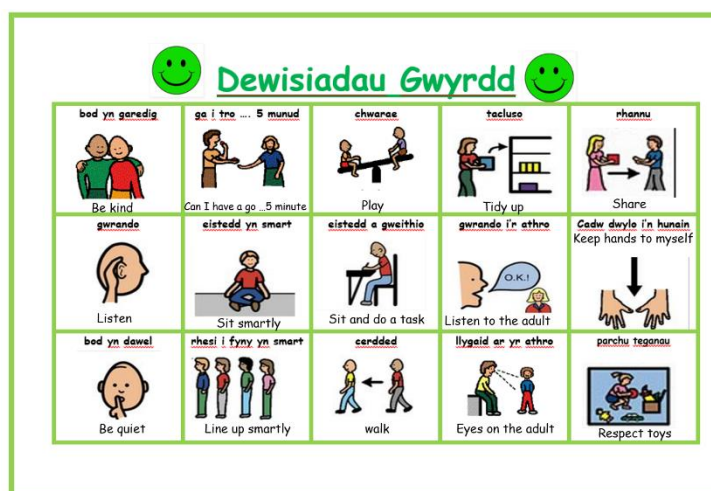 Dewisiadau Gwyrdd
bod yn garedig
Be kind
ga i tro .... 5 munud
Can I have a go ...5 minute
chwarae
Play
tacluso
Tidy up
rhannu
Share
gwrando
Listen
eistedd yn smart
Sit smartly
eistedd a gweithio
Sit and do a task
gwrando i'r athro
O.K.!
Listen to the adult
Cadw dwylo i'n hunain
Keep hands to myself
bod yn dawel
Be quiet
rhesi i fyny yn smart
Line up smartly
cerdded
walk
llygaid ar yr athro
Eyes on the adult
parchu teganau
Respect toys